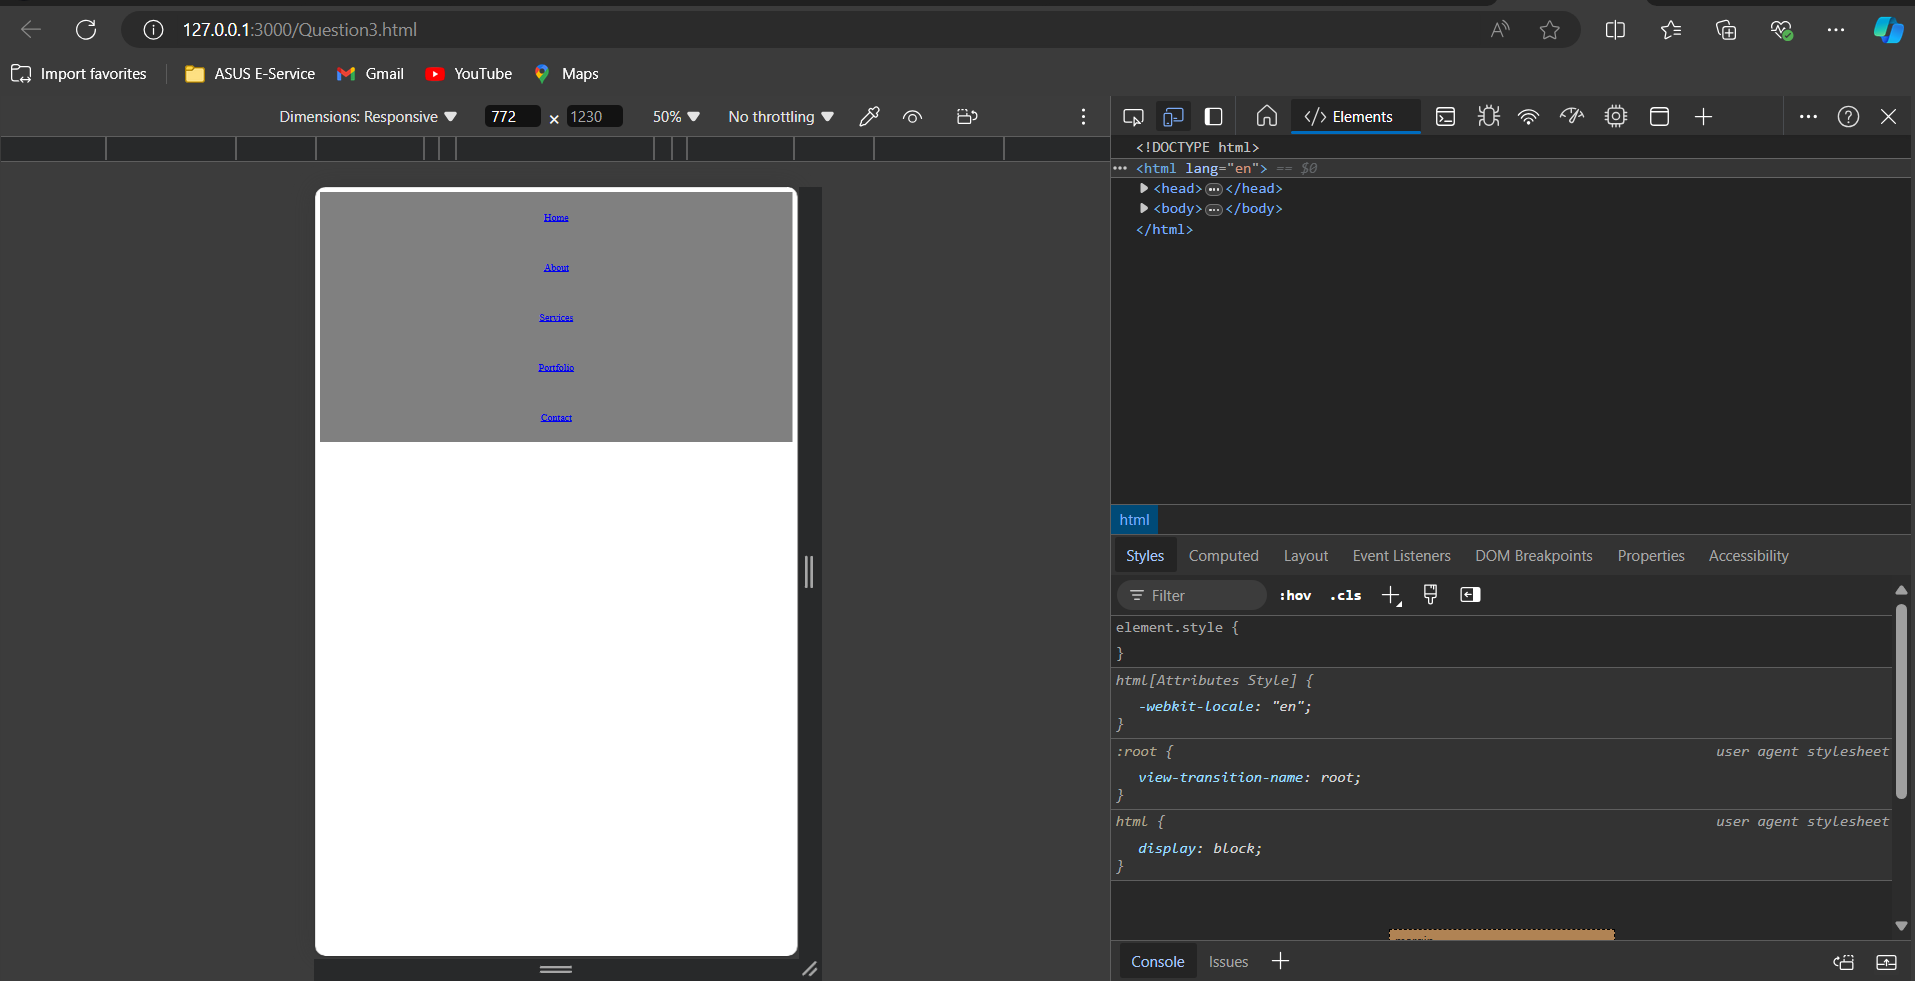 127.0.0.1:3000/Question3.html
Import favorites ASUS E-Service Gmail YouTube Maps
Dimensions: Responsive 772 × 1230 50% No throttling
Elements
<!DOCTYPE html>
<html lang="en"> == $0
<head> </head>
<body> </body>
</html>
Home
About
Services
Portfolio
Contact
html
Styles Computed Layout Event Listeners DOM Breakpoints Properties Accessibility
Filter :hov .cls
element.style {
}
html[Attributes Style] {
-webkit-locale: "en";
}
:root { user agent stylesheet
view-transition-name: root;
}
html { user agent stylesheet
display: block;
}
Console Issues